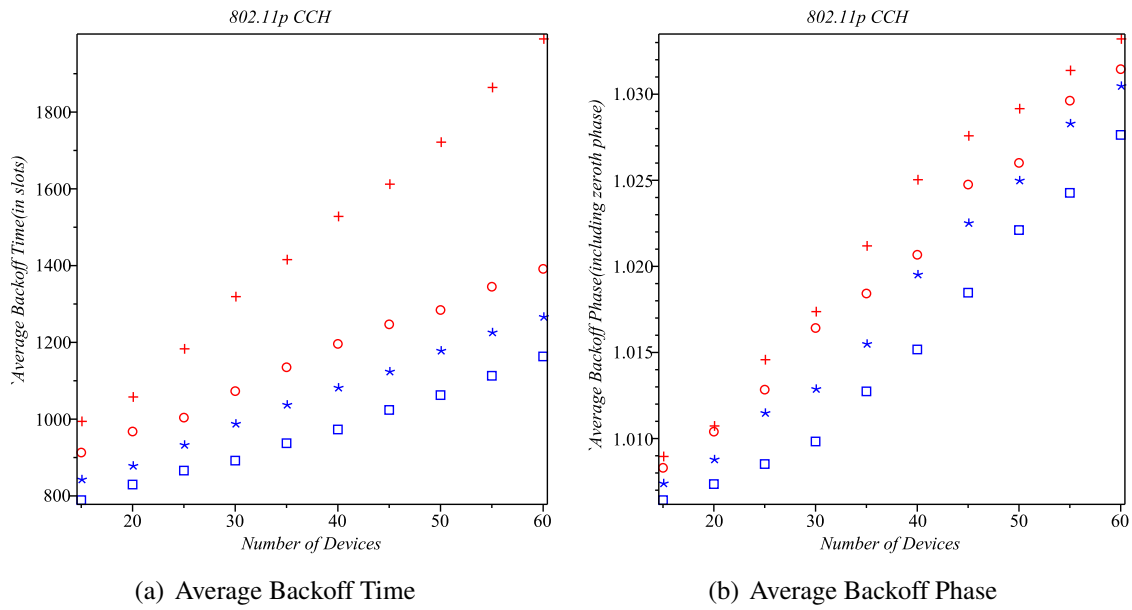 802.11p CCH
`Average Backoff Time(in slots)
1800
1600
1400
1200
1000
800
20 30 40 50 60
Number of Devices
(a) Average Backoff Time
802.11p CCH
`Average Backoff Phase(including zeroth phase)
1.030
1.025
1.020
1.015
1.010
20 30 40 50 60
Number of Devices
(b) Average Backoff Phase